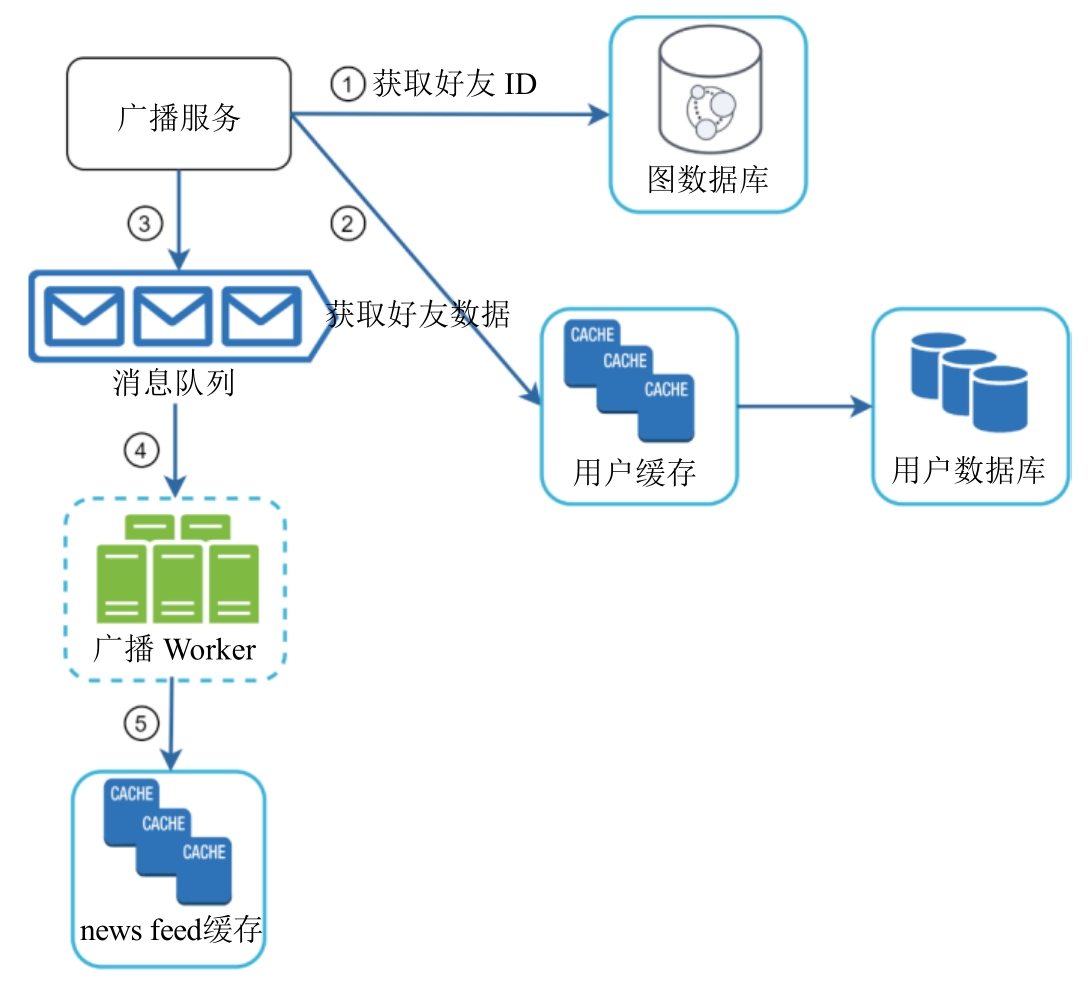 广播服务
① 获取好友 ID
图数据库
③
②
获取好友数据
消息队列
CACHE
CACHE
CACHE
用户缓存
用户数据库
④
广播 Worker
⑤
CACHE
CACHE
CACHE
news feed缓存